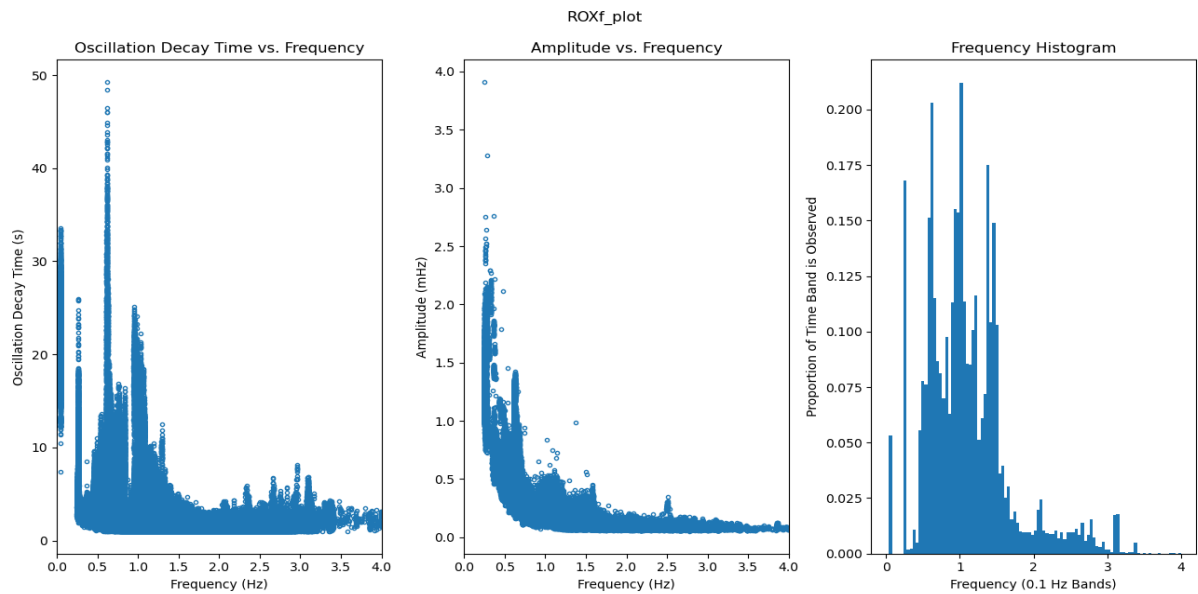 ROXf_plot
Oscillation Decay Time vs. Frequency
Oscillation Decay Time (s)
50
40
30
20
10
0
0.0 0.5 1.0 1.5 2.0 2.5 3.0 3.5 4.0
Frequency (Hz)
Amplitude vs. Frequency
Amplitude (mHz)
4.0
3.5
3.0
2.5
2.0
1.5
1.0
0.5
0.0
0.0 0.5 1.0 1.5 2.0 2.5 3.0 3.5 4.0
Frequency (Hz)
Frequency Histogram
Proportion of Time Band is Observed
0.200
0.175
0.150
0.125
0.100
0.075
0.050
0.025
0.000
0 1 2 3 4
Frequency (0.1 Hz Bands)